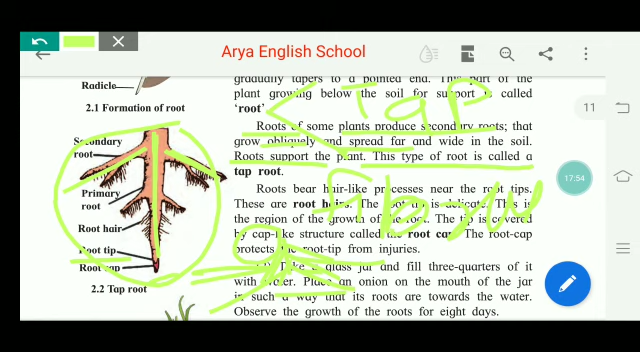 Arya English School
Radicle
2.1 Formation of root
gradually tapers to a pointed end. This part of the
plant growing below the soil for support is called
'root'
Tap
11
Roots of some plants produce secondary roots; that
grow obliquely and spread far and wide in the soil.
Roots support the plant. This type of root is called a
tap root.
Secondary
root
Primary
root
Root hair
Root tip
Root cap
2.2 Tap root
17:54
Roots bear hair-like processes near the root tips.
These are root hairs. The root tip is delicate. This is
the region of the growth of the root. The tip is covered
by cap-like structure called the root cap. The root-cap
protects the root-tip from injuries.
Take a glass jar and fill three-quarters of it
with water. Place an onion on the mouth of the jar
in such a way that its roots are towards the water.
Observe the growth of the roots for eight days.